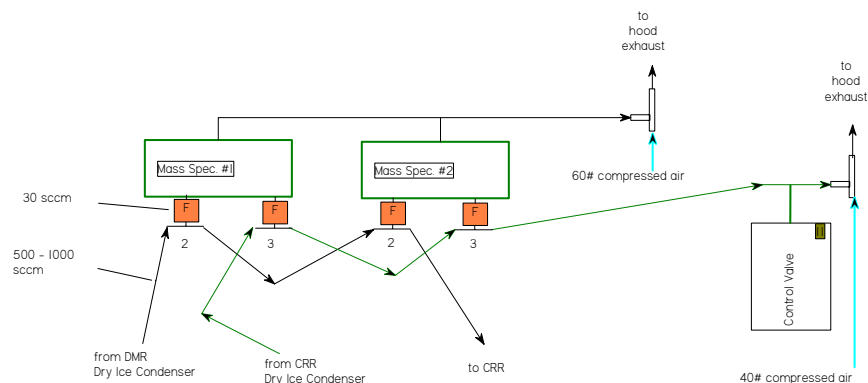 to
hood
exhaust
to
hood
exhaust
Mass Spec. #1
Mass Spec. #2
60# compressed air
30 sccm
F
F
F
F
2
3
2
3
500 - 1000
sccm
Control Valve
from DMR
Dry Ice Condenser
from CRR
Dry Ice Condenser
to CRR
40# compressed air